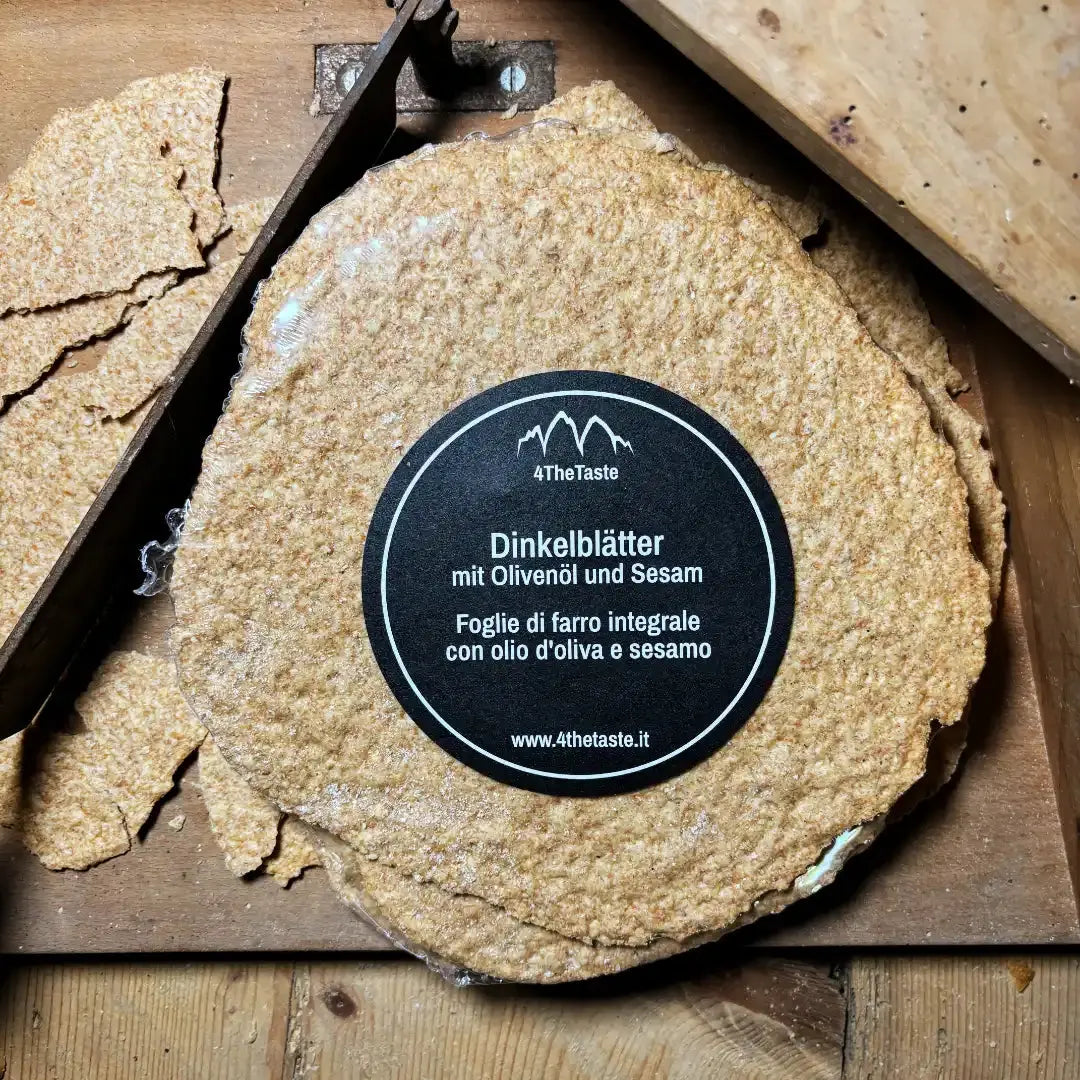 4TheTaste
Dinkelblätter
mit Olivenöl und Sesam
Foglie di farro integrale
con olio d'oliva e sesamo
www.4thetaste.it